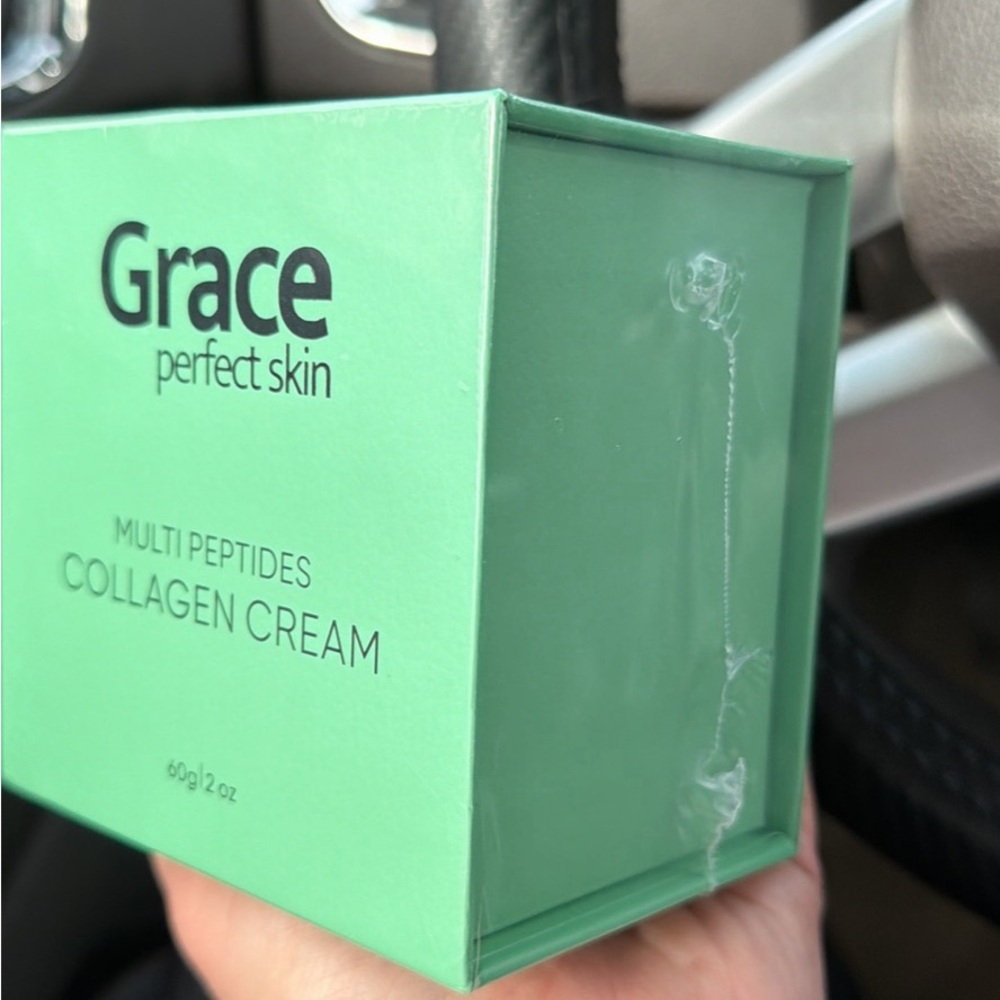 Grace
perfect skin
MULTI PEPTIDES
COLLAGEN CREAM
60g|2 oz